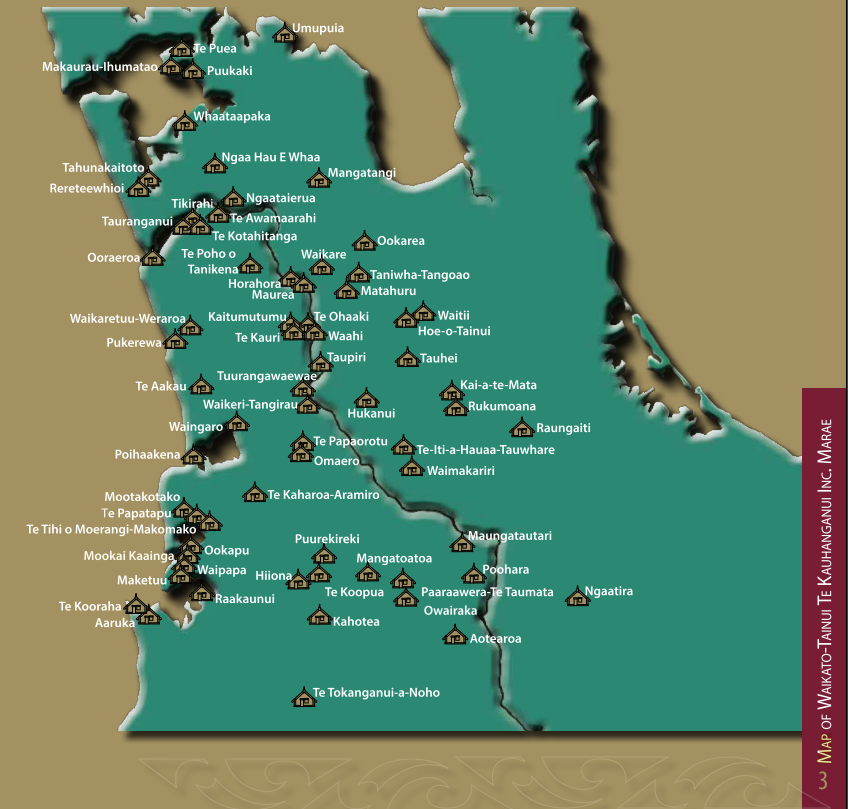 Umupuia
Te Puea
Makaurau-Ihumatao
Puukaki
Whaataapaka
Ngaa Hau E Whaa
Tahunakaitoto
Mangatangi
Rereteewhioi
Ngaataierua
Tikirahi
Te Awamaarahi
Tauranganui
Te Kotahitanga
Ookarea
Ooraeroa
Te Poho o
Tanikena
Waikare
Taniwha-Tangoao
Horahora
Matahuru
Maurea
Waikaretuu-Weraroa
Kaitumutumu
Te Ohaaki
Waitii
Hoe-o-Tainui
Pukerewa
Te Kauri
Waahi
Taupiri
Tauhei
Tuurangawaewae
Te Aakau
Kai-a-te-Mata
Waikeri-Tangirau
Hukanui
Rukumoana
Waingaro
Raungaiti
Te Papaorotu
Te-Iti-a-Hauaa-Tauwhare
Poihaakena
Omaero
Waimakariri
Mootakotako
Te Kaharoa-Aramiro
Te Papatapu
Te Tihi o Moerangi-Makomako
Maungatautari
Puurekireki
Ookapu
Mookai Kaainga
Mangatoatoa
Waipapa
Poohara
Maketuu
Hiiona
Te Koopua
Paaraawera-Te Taumata
Ngaatira
Raakaunui
Te Kooraha
Owairaka
Aaruka
Kahotea
Aotearoa
Te Tokanganui-a-Noho
Map of Waikato-Tainui Te Kauhanganui Inc. Marae
3